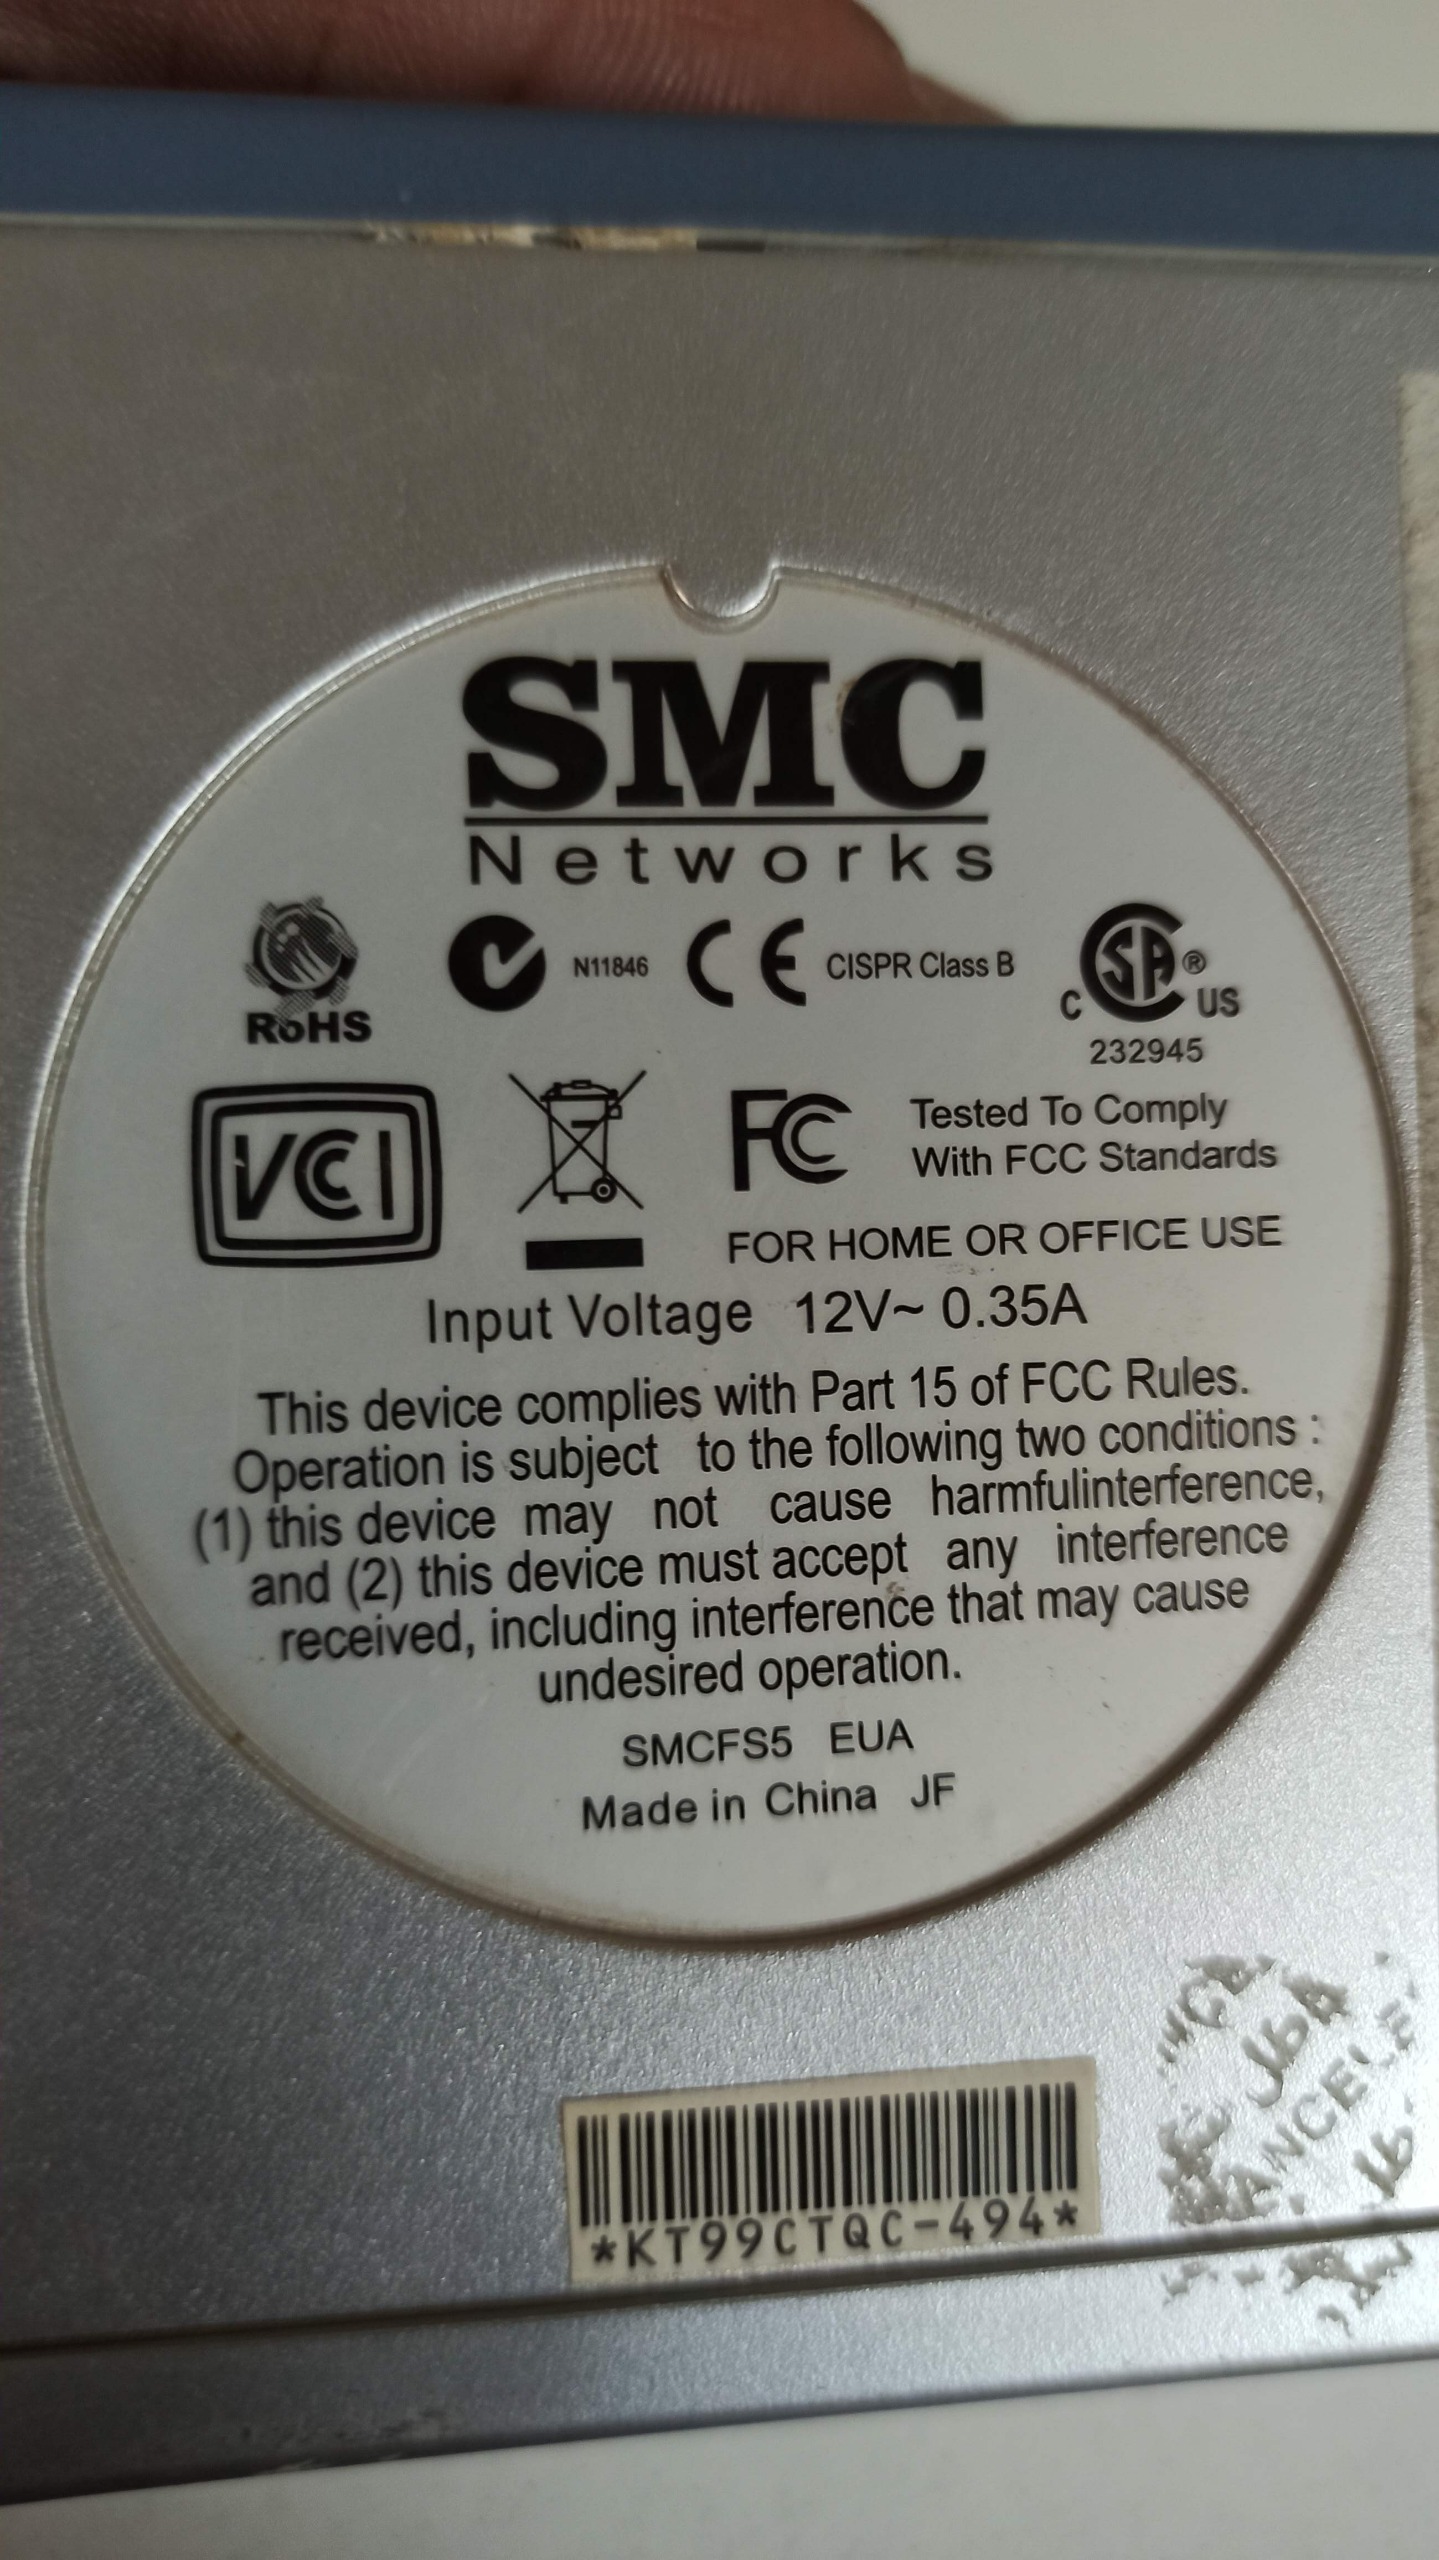 SMC
Networks
RoHS
N11846
CE
CISPR Class B
C SA ® US
232945
VCCI
FC
Tested To Comply
With FCC Standards
FOR HOME OR OFFICE USE
Input Voltage 12V~ 0.35A
This device complies with Part 15 of FCC Rules.
Operation is subject to the following two conditions :
(1) this device may not cause harmfulinterference,
and (2) this device must accept any interference
received, including interference that may cause
undesired operation.
SMCFS5 EUA
Made in China JF
*KT99CTQC-494*